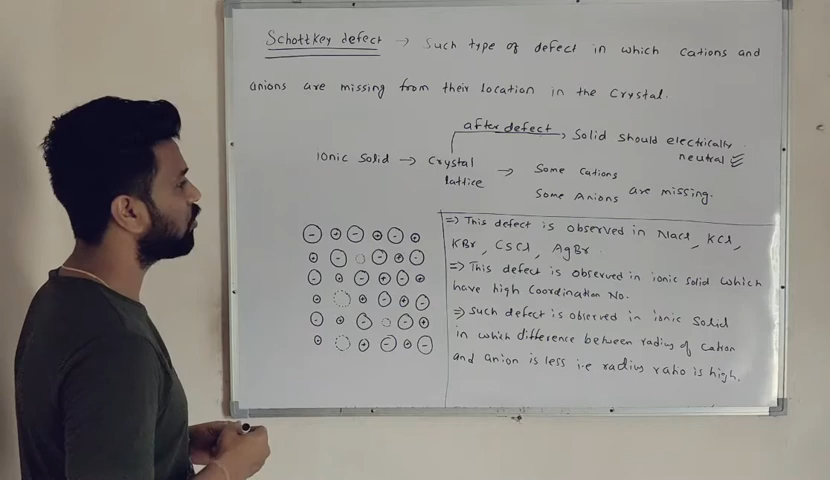 Schottkey defect → Such type of defect in which cations and
anions are missing from their location in the crystal.
after defect, Solid should electrically
neutral
Ionic solid → Crystal
lattice
→ Some cations
Some Anions are missing.
⇒ This defect is observed in NaCl, KCl,
KBr, CSCl, AgBr.
⇒ This defect is observed in ionic solid which
have high Coordination No.
⇒ Such defect is observed in ionic Solid
in which difference between radius of cation
and anion is less i.e radius ratio is high.
- + - + - +
+ - + - + -
- + - + - +
+ + - + -
- + - - +
+ + - + -